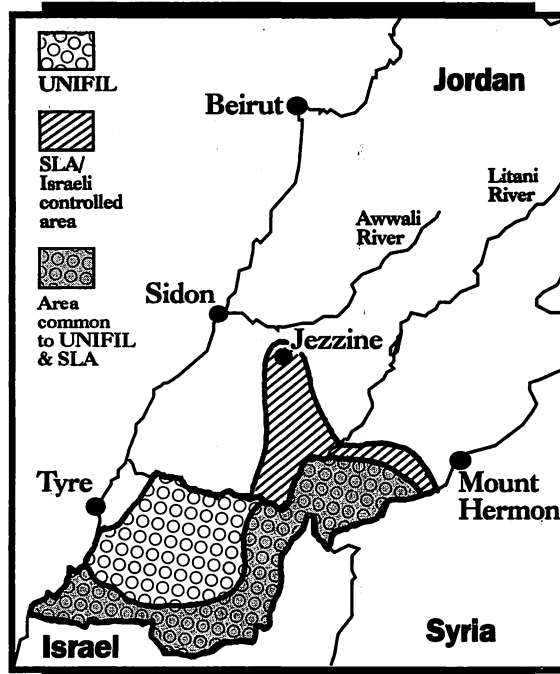 UNIFIL
SLA/
Israeli
controlled
area
Area
common
to UNIFIL
& SLA
Jordan
Beirut
Litani
River
Awwali
River
Sidon
Jezzine
Tyre
Mount
Hermon
Israel
Syria